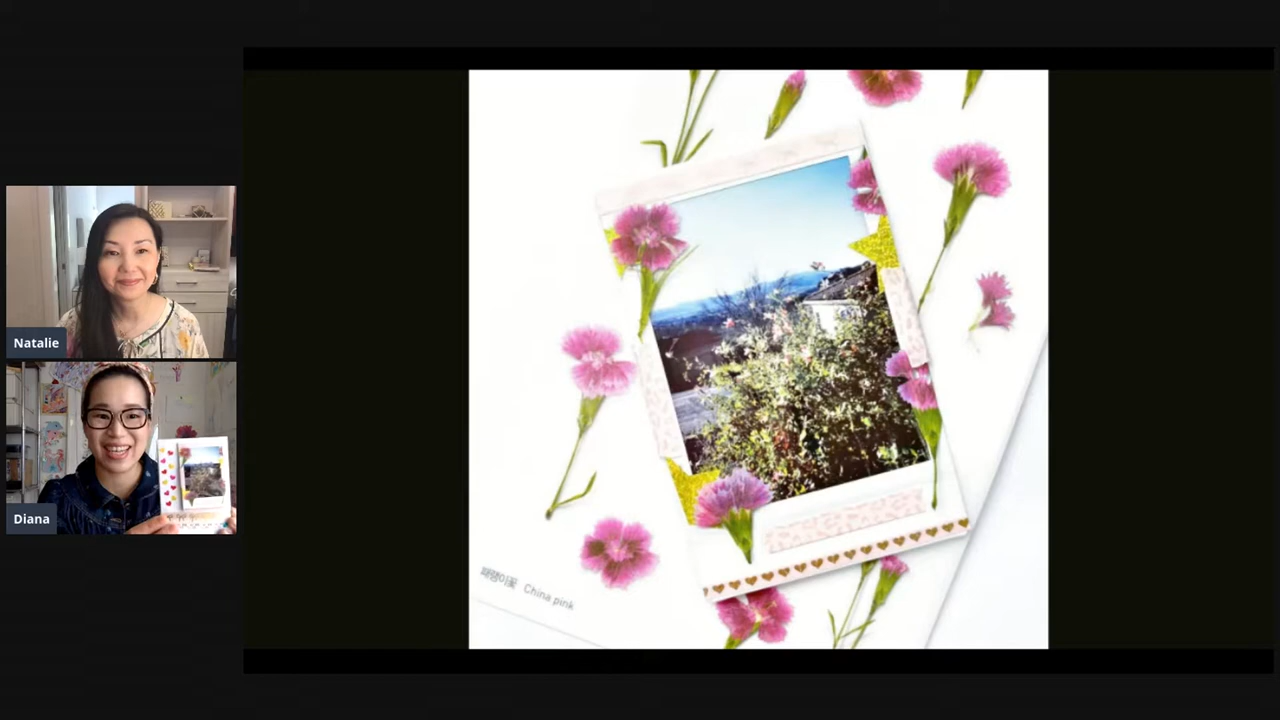 Natalie
Diana
패랭이꽃 China pink